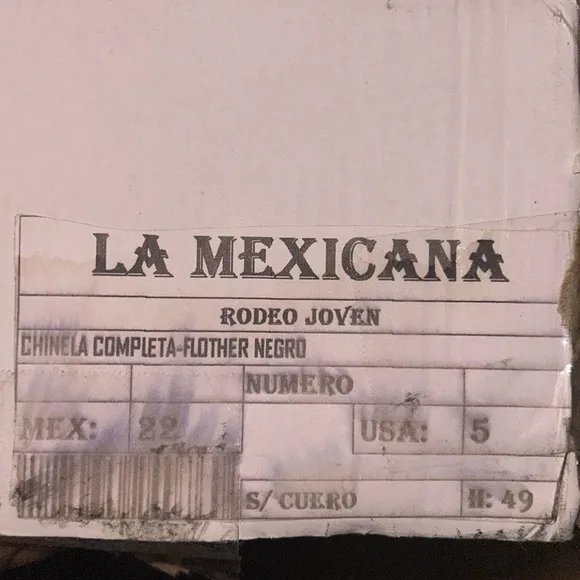 LA MEXICANA
RODEO JOVEN
CHINELA COMPLETA-FLOTHER NEGRO
NUMERO
MEX: 22 USA: 5
S/ CUERO H: 49